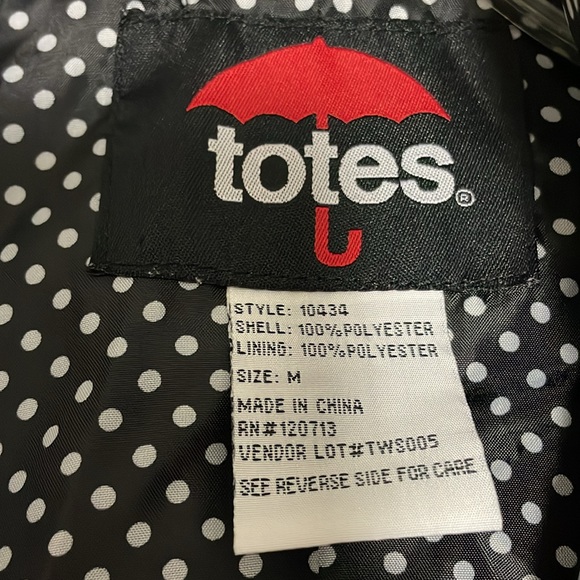 totes®
STYLE: 10434
SHELL: 100%POLYESTER
LINING: 100%POLYESTER
SIZE: M
MADE IN CHINA
RN#120713
VENDOR LOT#TWS005
SEE REVERSE SIDE FOR CARE